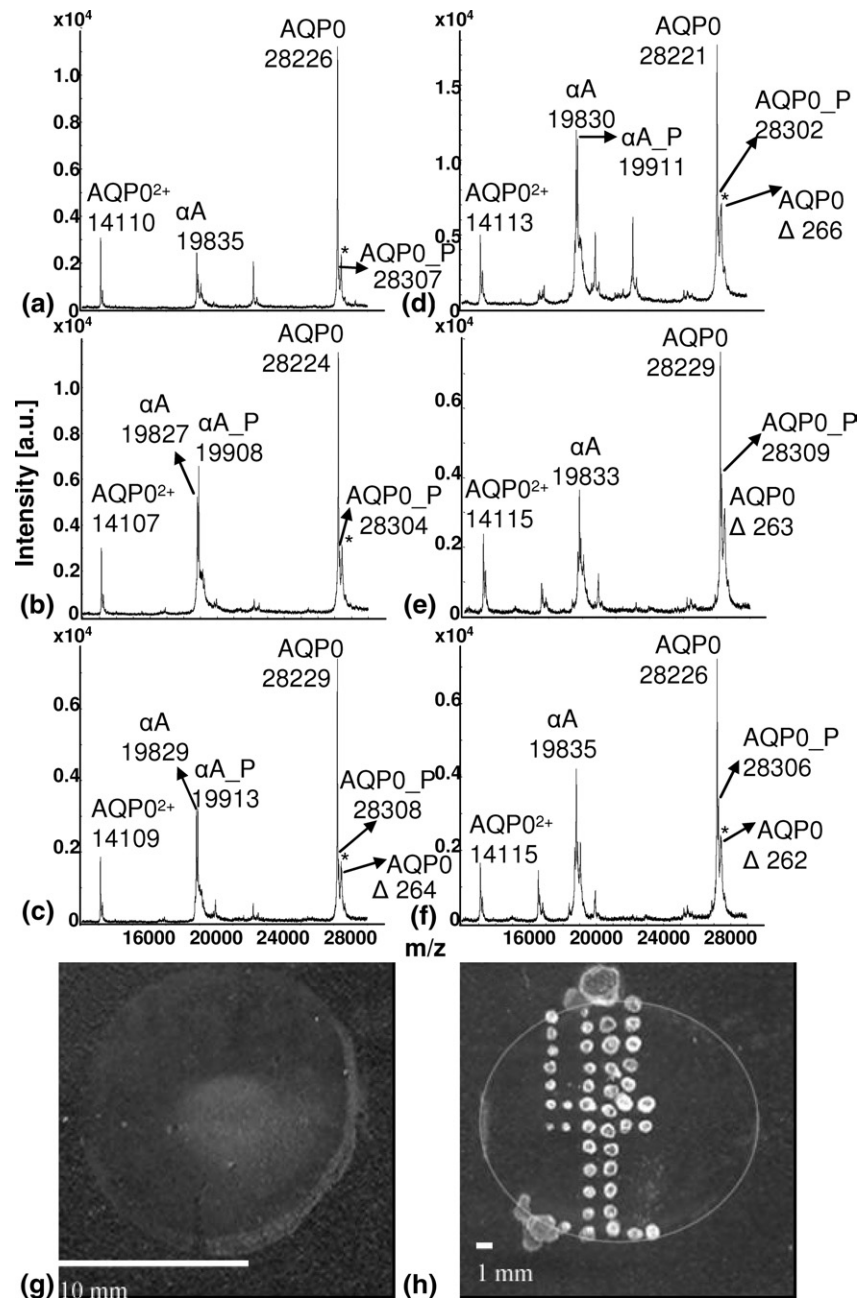 x10⁴
AQP0
28226
1.0
0.8
0.6
0.4
0.2
0
AQP0²⁺
14110
αA
19835
*
AQP0_P
28307
(a)
x10⁴
AQP0
28221
1.5
1.0
0.5
0
αA
19830
αA_P
19911
AQP0_P
28302
*
AQP0
Δ 266
AQP0²⁺
14113
(d)
x10⁴
AQP0
28224
1.0
0.8
0.6
0.4
0.2
0
αA
19827
αA_P
19908
AQP0²⁺
14107
AQP0_P
28304
*
(b)
Intensity [a.u.]
x10⁴
AQP0
28229
0.6
0.4
0.2
0
αA
19833
AQP0²⁺
14115
AQP0_P
28309
AQP0
Δ 263
(e)
x10⁴
AQP0
28229
0.6
0.4
0.2
0
αA
19829
αA_P
19913
AQP0²⁺
14109
AQP0_P
28308
*
AQP0
Δ 264
(c)
16000 20000 24000 28000
x10⁴
AQP0
28226
0.6
0.4
0.2
0
αA
19835
AQP0²⁺
14115
AQP0_P
28306
*
AQP0
Δ 262
(f)
16000 20000 24000 28000
m/z
(g)
10 mm
(h)
1 mm